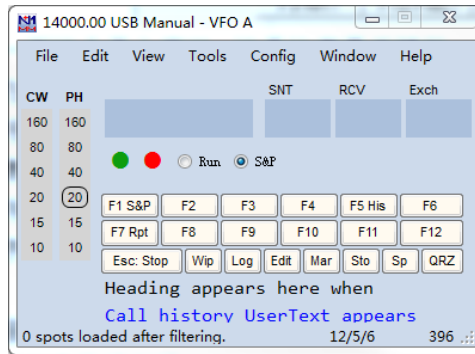 14000.00 USB Manual - VFO A
File Edit View Tools Config Window Help
CW PH SNT RCV Exch
160 160
80 80
40 40
20 20
15 15
10 10
Run S&P
F1 S&P F2 F3 F4 F5 His F6
F7 Rpt F8 F9 F10 F11 F12
Esc: Stop Wip Log Edit Mar Sto Sp QRZ
Heading appears here when
Call history UserText appears
0 spots loaded after filtering. 12/5/6 396